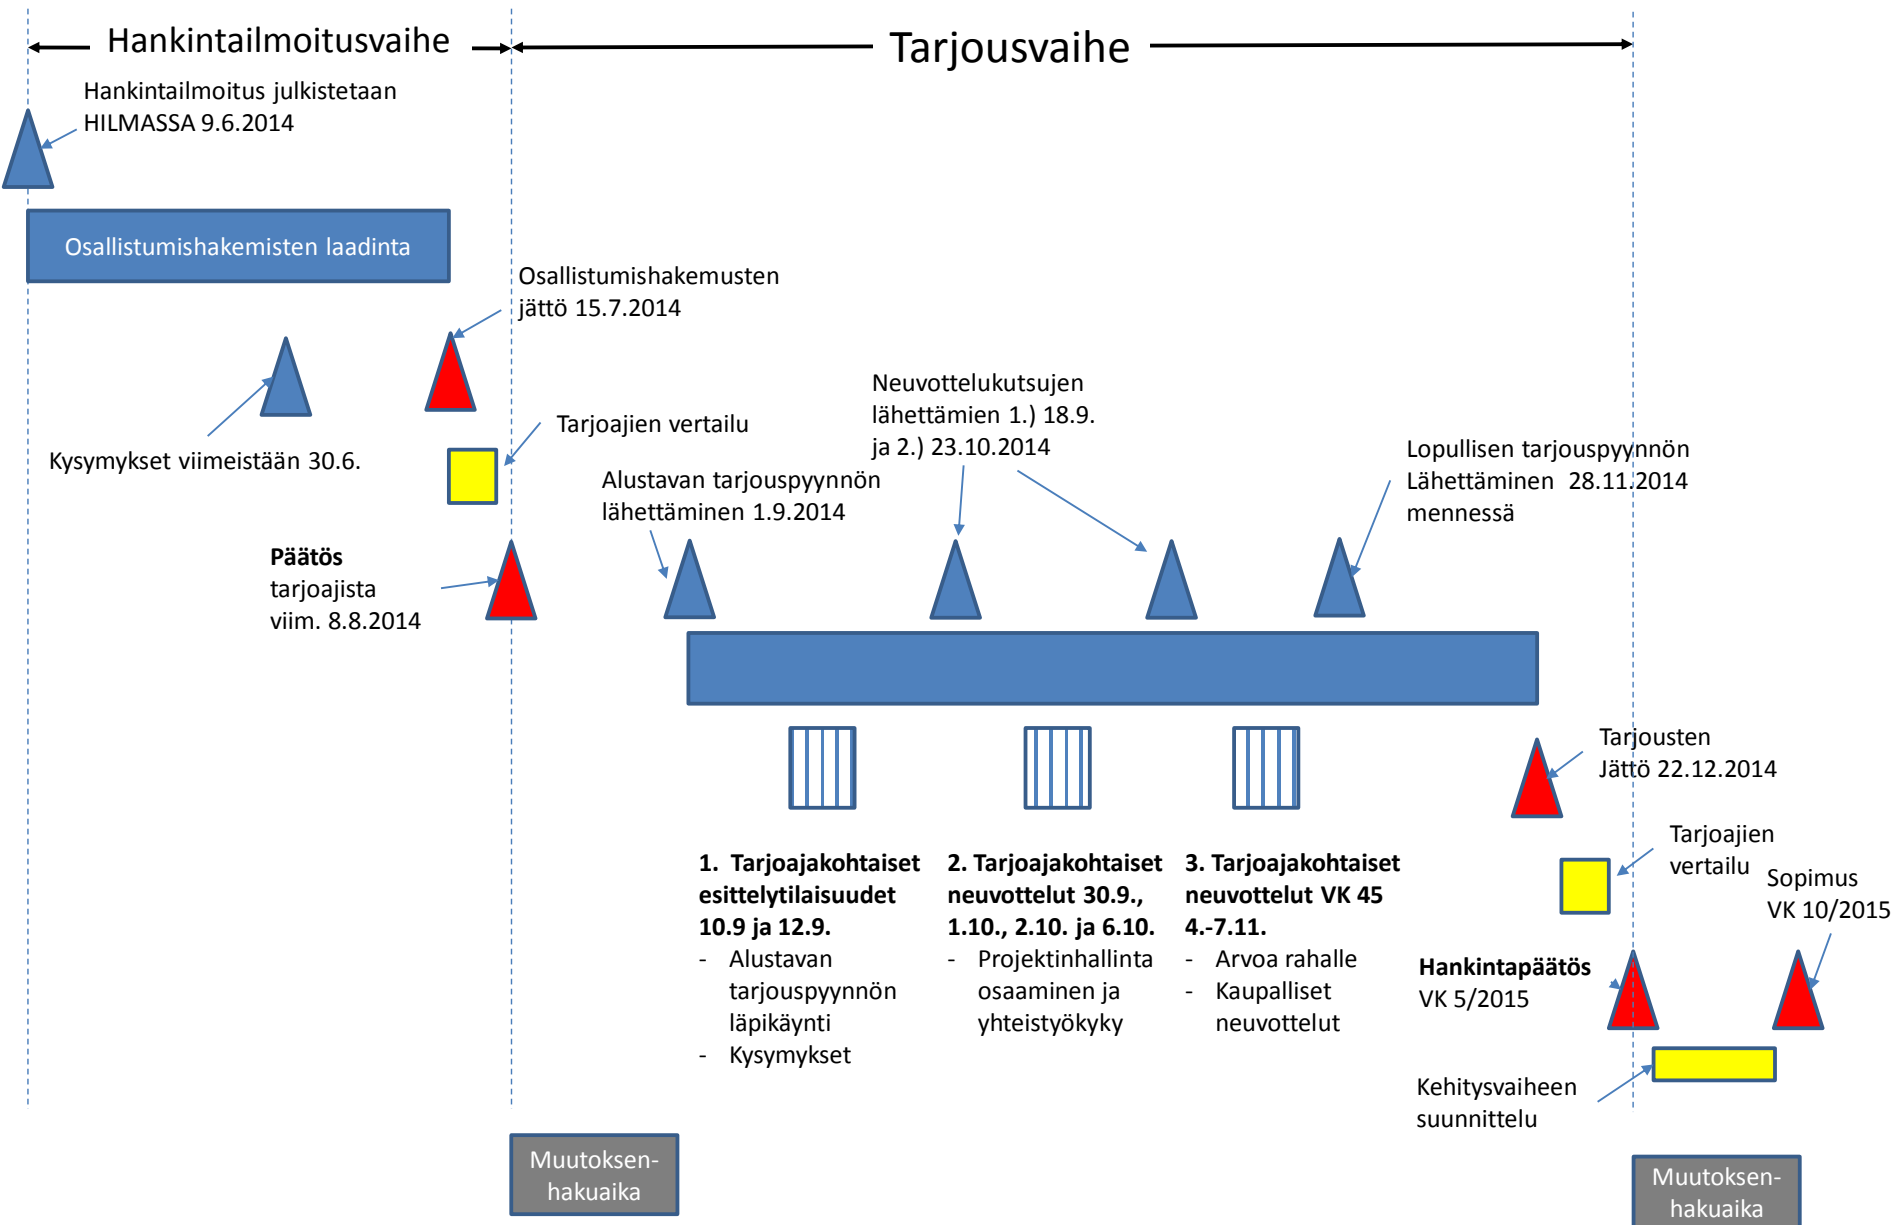 Hankintailmoitusvaihe
Tarjousvaihe
Hankintailmoitus julkistetaan
HILMASSA 9.6.2014
Osallistumishakemisten laadinta
Osallistumishakemusten
jättö 15.7.2014
Kysymykset viimeistään 30.6.
Tarjoajien vertailu
Päätös
tarjoajista
viim. 8.8.2014
Alustavan tarjouspyynnön
lähettäminen 1.9.2014
Neuvottelukutsujen
lähettämien 1.) 18.9.
ja 2.) 23.10.2014
Lopullisen tarjouspyynnön
Lähettäminen 28.11.2014
mennessä
1. Tarjoajakohtaiset
esittelytilaisuudet
10.9 ja 12.9.
- Alustavan
tarjouspyynnön
läpikäynti
- Kysymykset
2. Tarjoajakohtaiset
neuvottelut 30.9.,
1.10., 2.10. ja 6.10.
- Projektinhallinta
osaaminen ja
yhteistyökyky
3. Tarjoajakohtaiset
neuvottelut VK 45
4.-7.11.
- Arvoa rahalle
- Kaupalliset
neuvottelut
Tarjousten
Jättö 22.12.2014
Tarjoajien
vertailu
Sopimus
VK 10/2015
Hankintapäätös
VK 5/2015
Kehitysvaiheen
suunnittelu
Muutoksen-
hakuaika
Muutoksen-
hakuaika